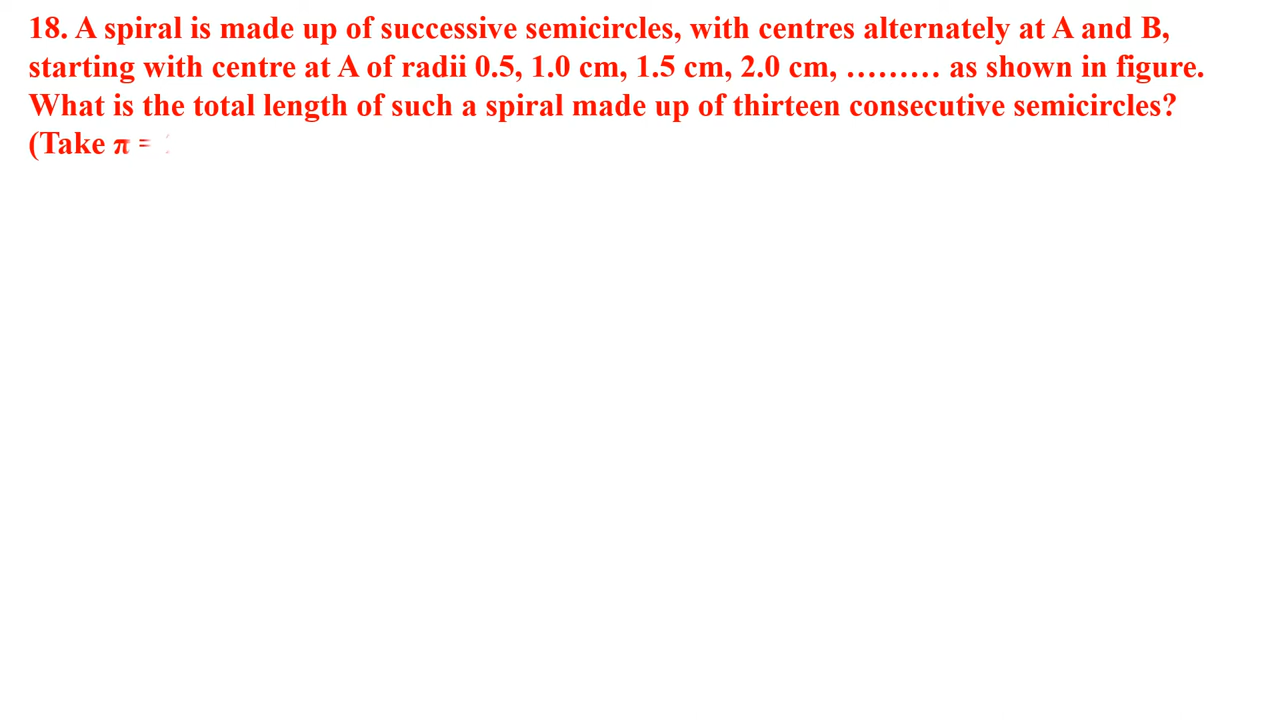 18. A spiral is made up of successive semicircles, with centres alternately at A and B,
starting with centre at A of radii 0.5, 1.0 cm, 1.5 cm, 2.0 cm, ……… as shown in figure.
What is the total length of such a spiral made up of thirteen consecutive semicircles?
(Take π =